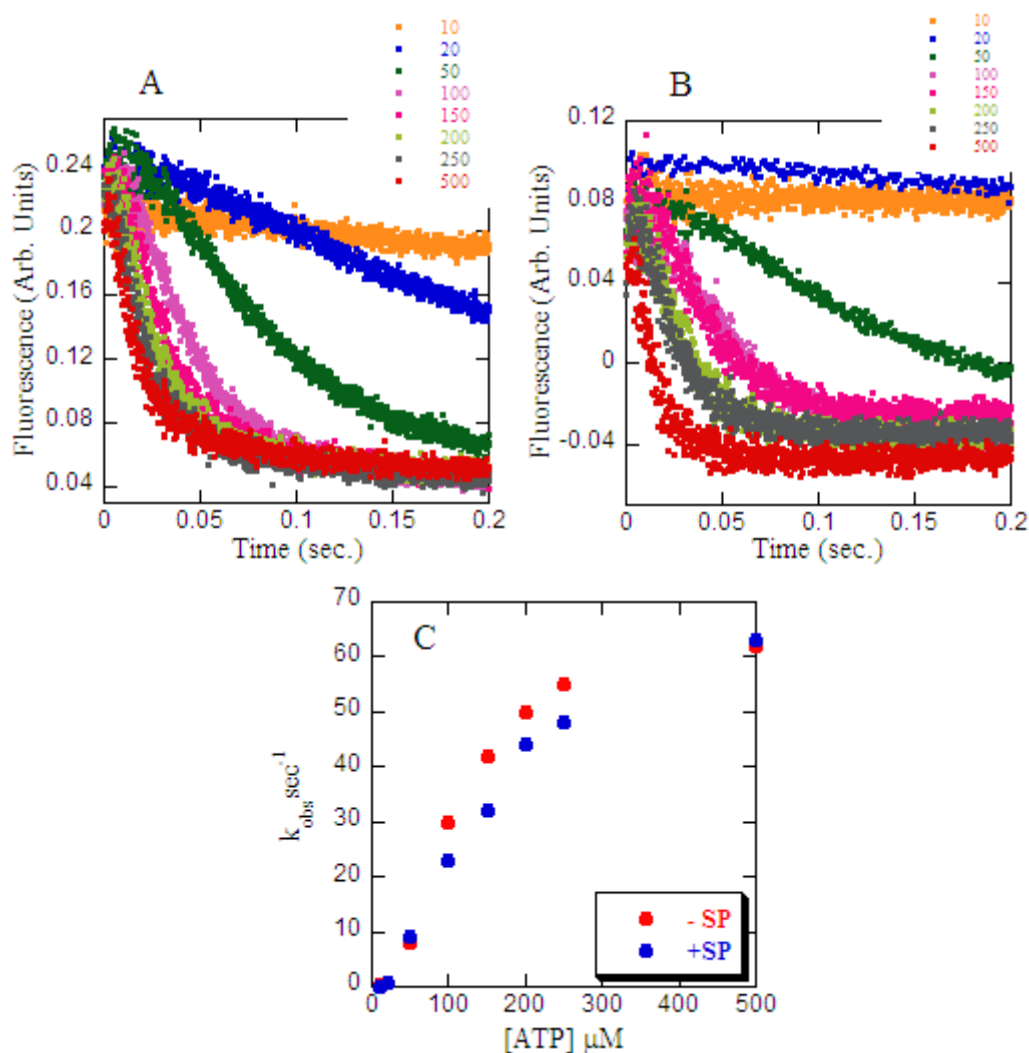 A
10
20
50
100
150
200
250
500
Fluorescence (Arb. Units)
0.24
0.2
0.16
0.12
0.08
0.04
0 0.05 0.1 0.15 0.2
Time (sec.)
B
10
20
50
100
150
200
250
500
Fluorescence (Arb. Units)
0.12
0.08
0.04
0
-0.04
0 0.05 0.1 0.15 0.2
Time (sec.)
C
kobs sec-1
70
60
50
40
30
20
10
0
0 100 200 300 400 500
[ATP] μM
- SP
+SP